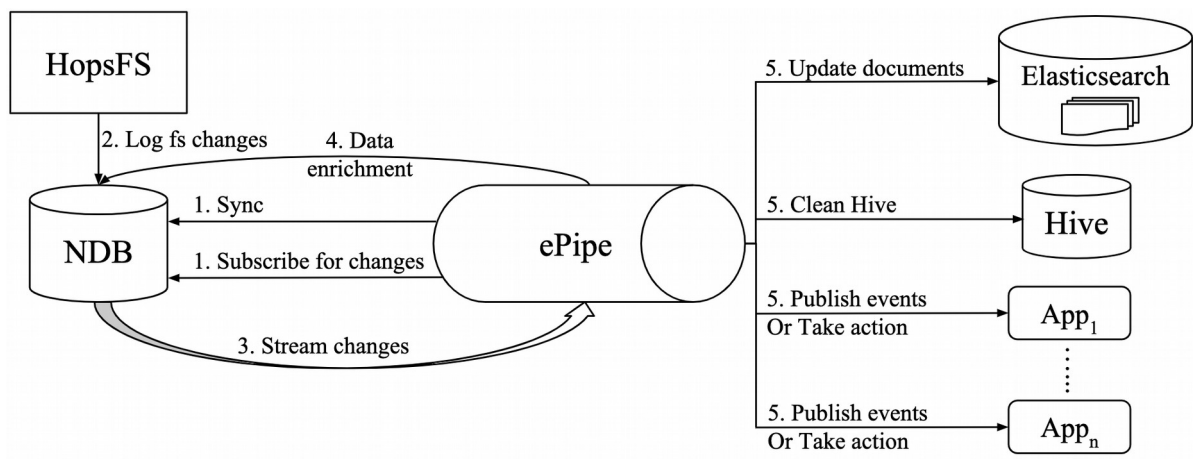 HopsFS
2. Log fs changes
4. Data
enrichment
1. Sync
1. Subscribe for changes
NDB
ePipe
3. Stream changes
5. Update documents
Elasticsearch
5. Clean Hive
Hive
5. Publish events
Or Take action
App1
5. Publish events
Or Take action
Appn